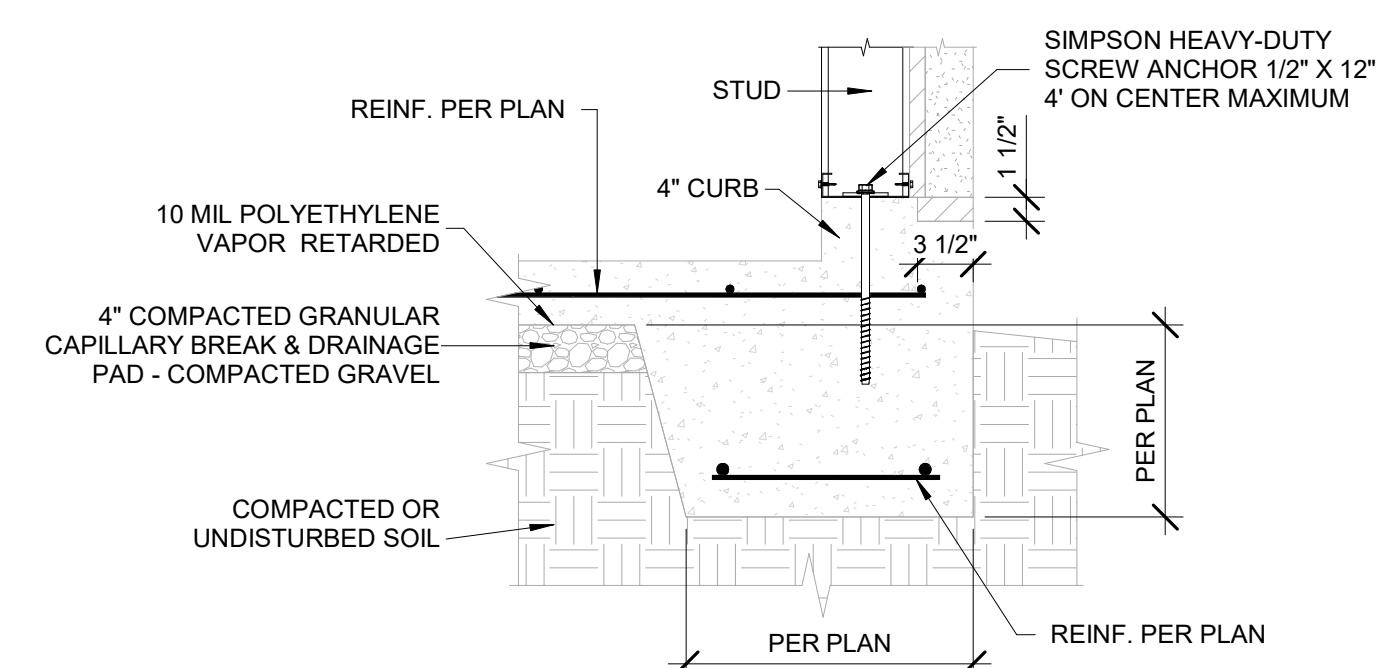 SIMPSON HEAVY-DUTY
SCREW ANCHOR 1/2" X 12"
4' ON CENTER MAXIMUM
STUD
REINF. PER PLAN
1 1/2"
4" CURB
10 MIL POLYETHYLENE
VAPOR RETARDED
3 1/2"
4" COMPACTED GRANULAR
CAPILLARY BREAK & DRAINAGE
PAD - COMPACTED GRAVEL
PER PLAN
COMPACTED OR
UNDISTURBED SOIL
PER PLAN
REINF. PER PLAN